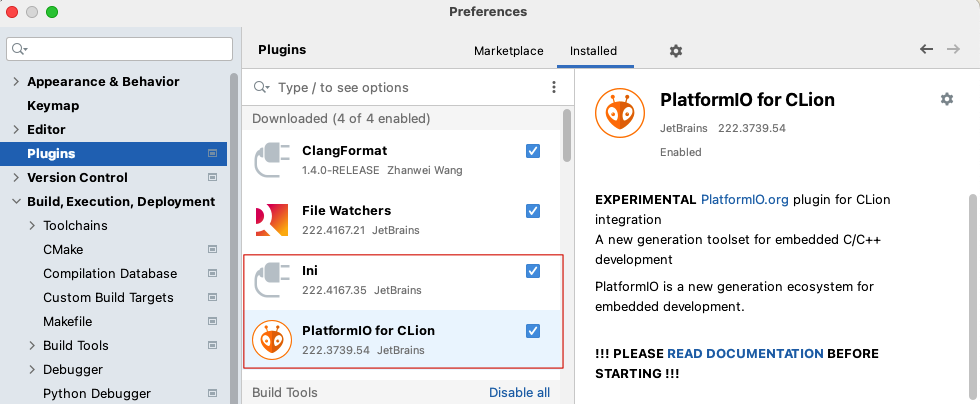 Preferences
Plugins
Marketplace
Installed
Appearance & Behavior
Keymap
Editor
Plugins
Version Control
Build, Execution, Deployment
Toolchains
CMake
Compilation Database
Custom Build Targets
Makefile
Build Tools
Debugger
Python Debugger
Type / to see options
Downloaded (4 of 4 enabled)
ClangFormat
1.4.0-RELEASE Zhanwei Wang
File Watchers
222.4167.21 JetBrains
Ini
222.4167.35 JetBrains
PlatformIO for CLion
222.3739.54 JetBrains
Build Tools Disable all
PlatformIO for CLion
JetBrains 222.3739.54
Enabled
EXPERIMENTAL PlatformIO.org plugin for CLion
integration
A new generation toolset for embedded C/C++
development
PlatformIO is a new generation ecosystem for
embedded development.
!!! PLEASE READ DOCUMENTATION BEFORE
STARTING !!!